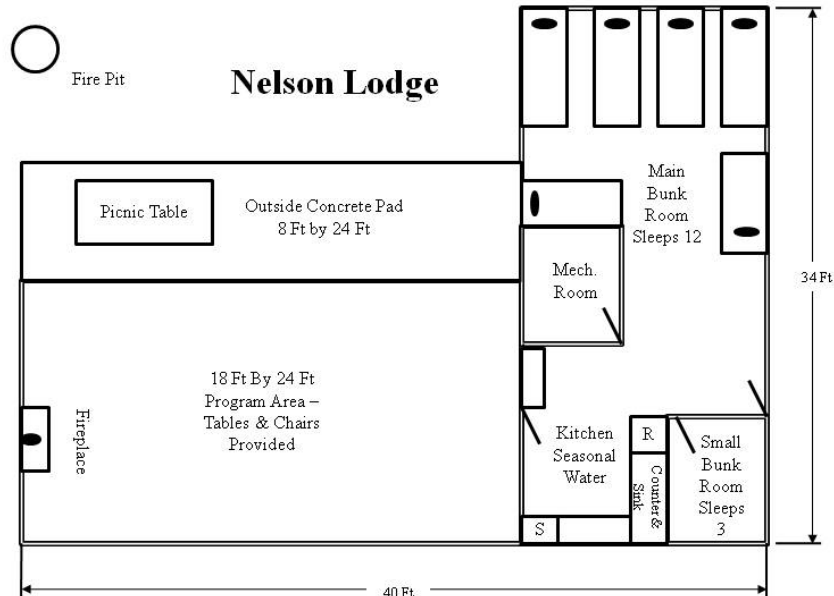 Nelson Lodge
Fire Pit
Picnic Table
Outside Concrete Pad
8 Ft by 24 Ft
Main
Bunk
Room
Sleeps 12
Mech.
Room
34 Ft
18 Ft By 24 Ft
Program Area –
Tables & Chairs
Provided
Fireplace
Kitchen
Seasonal
Water
R
Counter &
Sink
Small
Bunk
Room
Sleeps
3
S
40 Ft